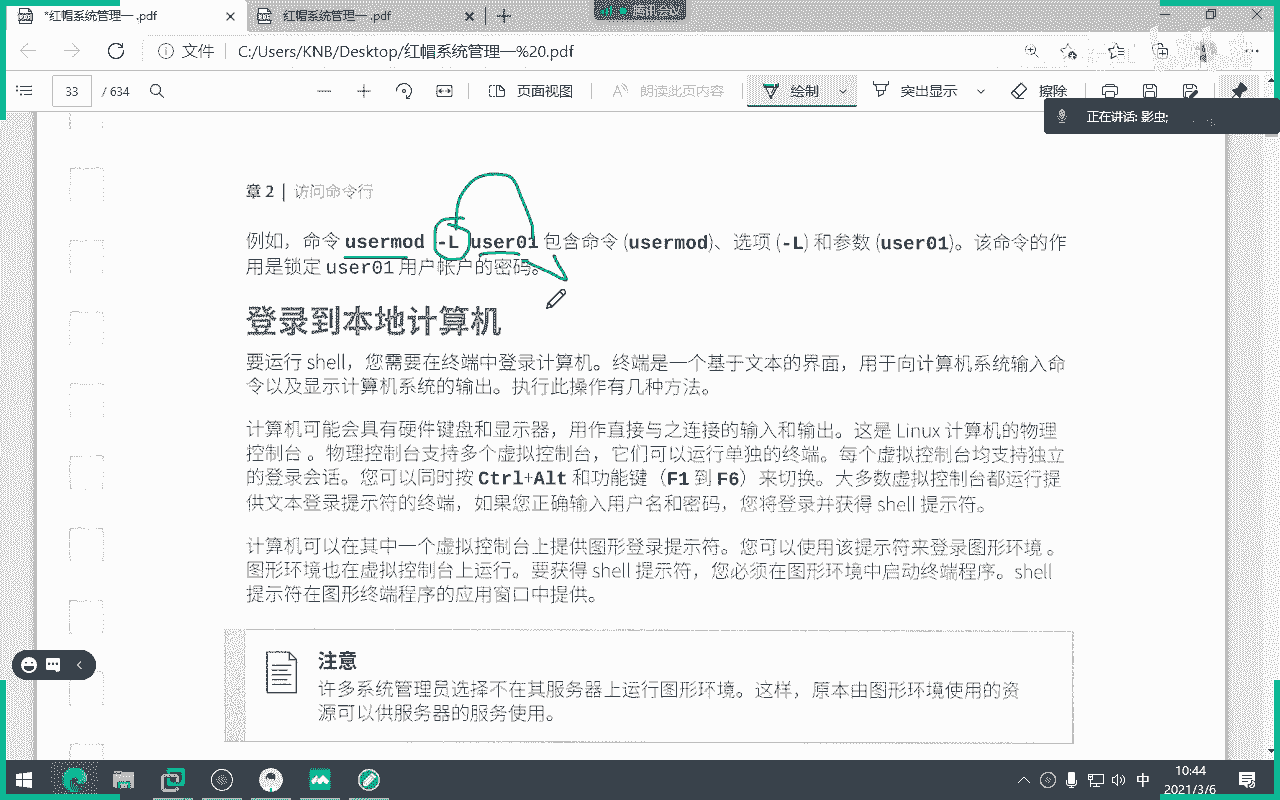 *红帽系统管理一 .pdf
红帽系统管理一 .pdf
腾讯会议
文件 C:/Users/KNB/Desktop/红帽系统管理一%20.pdf
33 / 634
页面视图
朗读此页内容
绘制
突出显示
擦除
正在讲话: 影虫;
章 2 | 访问命令行
例如，命令 usermod -L user01 包含命令 (usermod)、选项 (-L) 和参数 (user01)。该命令的作
用是锁定 user01 用户帐户的密码。
登录到本地计算机
要运行 shell，您需要在终端中登录计算机。终端是一个基于文本的界面，用于向计算机系统输入命
令以及显示计算机系统的输出。执行此操作有几种方法。
计算机可能会具有硬件键盘和显示器，用作直接与之连接的输入和输出。这是 Linux 计算机的物理
控制台 。物理控制台支持多个虚拟控制台，它们可以运行单独的终端。每个虚拟控制台均支持独立
的登录会话。您可以同时按 Ctrl+Alt 和功能键（F1 到 F6）来切换。大多数虚拟控制台都运行提
供文本登录提示符的终端，如果您正确输入用户名和密码，您将登录并获得 shell 提示符。
计算机可以在其中一个虚拟控制台上提供图形登录提示符。您可以使用该提示符来登录图形环境 。
图形环境也在虚拟控制台上运行。要获得 shell 提示符，您必须在图形环境中启动终端程序。shell
提示符在图形终端程序的应用窗口中提供。
注意
许多系统管理员选择不在其服务器上运行图形环境。这样，原本由图形环境使用的资
源可以供服务器的服务使用。
中
10:44
2021/3/6